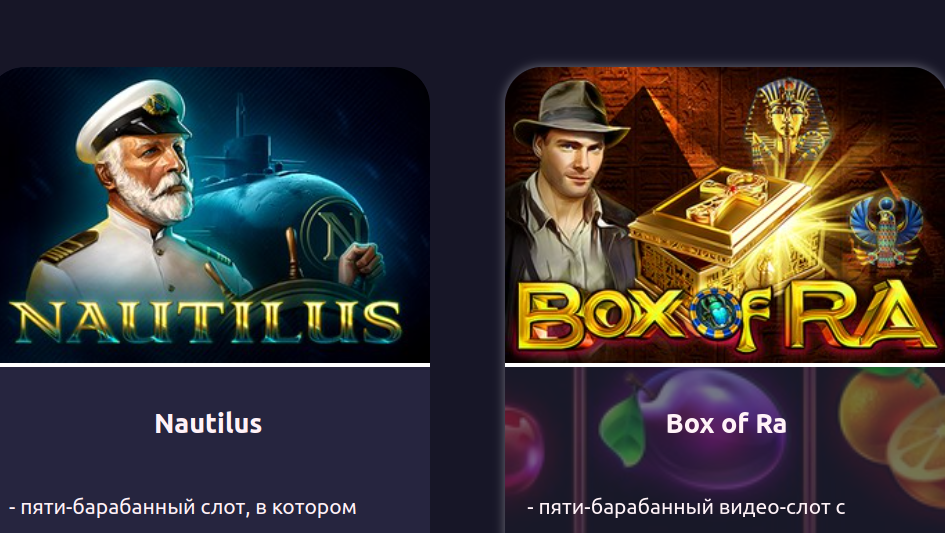 NAUTILUS
Nautilus
- пяти-барабанный слот, в котором
BOX OF RA
Box of Ra
- пяти-барабанный видео-слот с